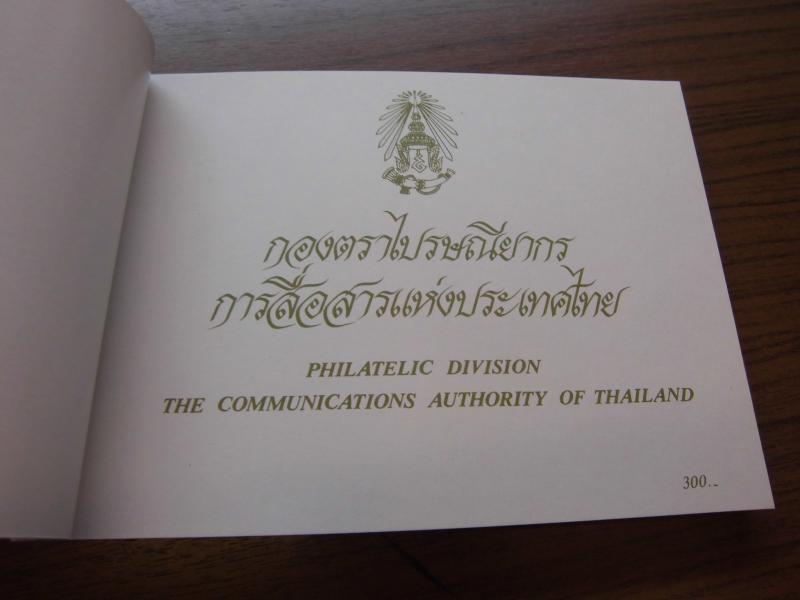 กองตราไปรษณียากร
การสื่อสารแห่งประเทศไทย
PHILATELIC DIVISION
THE COMMUNICATIONS AUTHORITY OF THAILAND
300.-